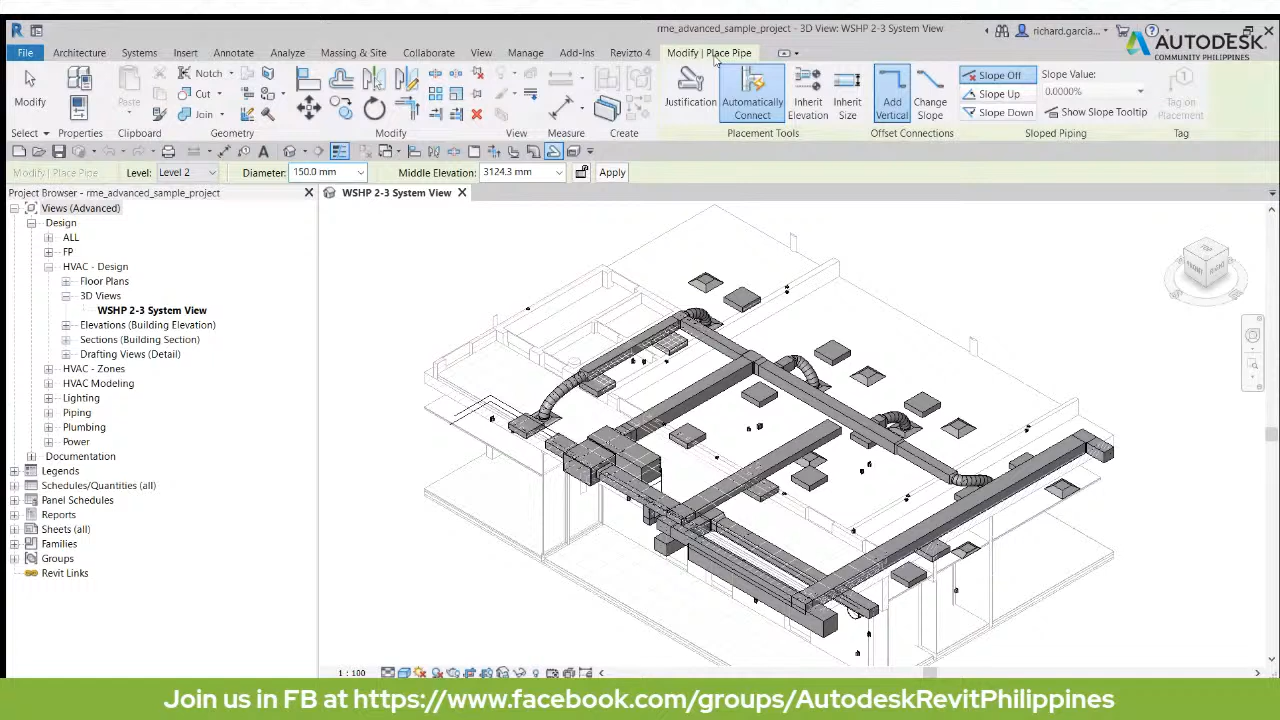 rme_advanced_sample_project - 3D View: WSHP 2-3 System View
richard.garcia...
AUTODESK
COMMUNITY PHILIPPINES
File Architecture Systems Insert Annotate Analyze Massing & Site Collaborate View Manage Add-Ins Revizto 4 Modify | Place Pipe
Modify
Paste
Notch
Cut
Join
Justification
Automatically Connect
Inherit Elevation
Inherit Size
Add Vertical
Change Slope
Slope Off
Slope Up
Slope Down
Slope Value:
0.0000%
Show Slope Tooltip
Tag on Placement
Select Properties Clipboard Geometry Modify View Measure Create Placement Tools Offset Connections Sloped Piping Tag
Modify | Place Pipe Level: Level 2 Diameter: 150.0 mm Middle Elevation: 3124.3 mm Apply
Project Browser - rme_advanced_sample_project
WSHP 2-3 System View
Views (Advanced)
Design
ALL
FP
HVAC - Design
Floor Plans
3D Views
WSHP 2-3 System View
Elevations (Building Elevation)
Sections (Building Section)
Drafting Views (Detail)
HVAC - Zones
HVAC Modeling
Lighting
Piping
Plumbing
Power
Documentation
Legends
Schedules/Quantities (all)
Panel Schedules
Reports
Sheets (all)
Families
Groups
Revit Links
TOP
FRONT
1 : 100
Join us in FB at https://www.facebook.com/groups/AutodeskRevitPhilippines